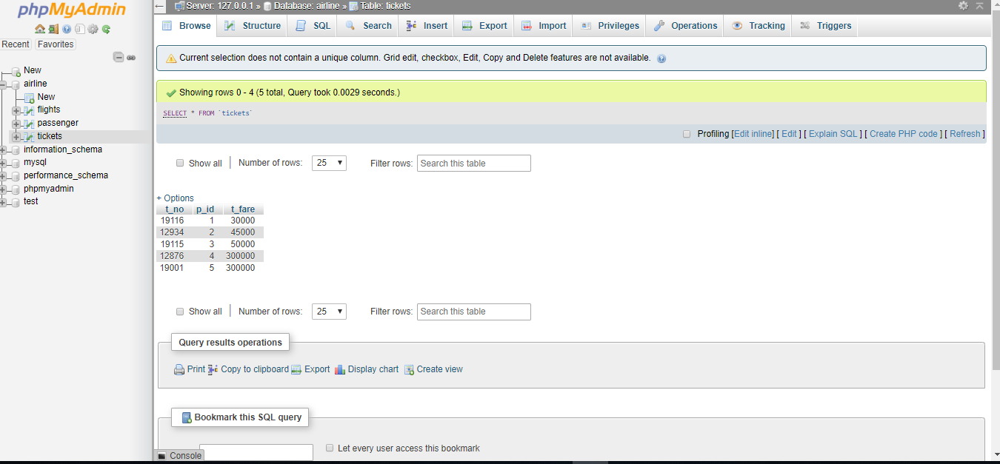 phpMyAdmin
Recent Favorites
New
airline
New
flights
passenger
tickets
information_schema
mysql
performance_schema
phpmyadmin
test
Server: 127.0.0.1 » Database: airline » Table: tickets
Browse Structure SQL Search Insert Export Import Privileges Operations Tracking Triggers
Current selection does not contain a unique column. Grid edit, checkbox, Edit, Copy and Delete features are not available.
Showing rows 0 - 4 (5 total, Query took 0.0029 seconds.)
SELECT * FROM `tickets`
Profiling [Edit inline] [ Edit ] [ Explain SQL ] [ Create PHP code ] [ Refresh ]
Show all | Number of rows: 25 Filter rows: Search this table
+ Options
t_no p_id t_fare
19116 1 30000
12934 2 45000
19115 3 50000
12876 4 300000
19001 5 300000
Show all | Number of rows: 25 Filter rows: Search this table
Query results operations
Print Copy to clipboard Export Display chart Create view
Bookmark this SQL query
Let every user access this bookmark
Console